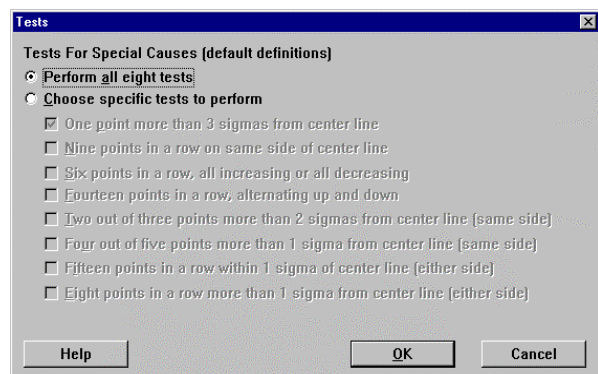 Tests
Tests For Special Causes (default definitions)
Perform all eight tests
Choose specific tests to perform
One point more than 3 sigmas from center line
Nine points in a row on same side of center line
Six points in a row, all increasing or all decreasing
Fourteen points in a row, alternating up and down
Two out of three points more than 2 sigmas from center line (same side)
Four out of five points more than 1 sigma from center line (same side)
Fifteen points in a row within 1 sigma of center line (either side)
Eight points in a row more than 1 sigma from center line (either side)
Help OK Cancel